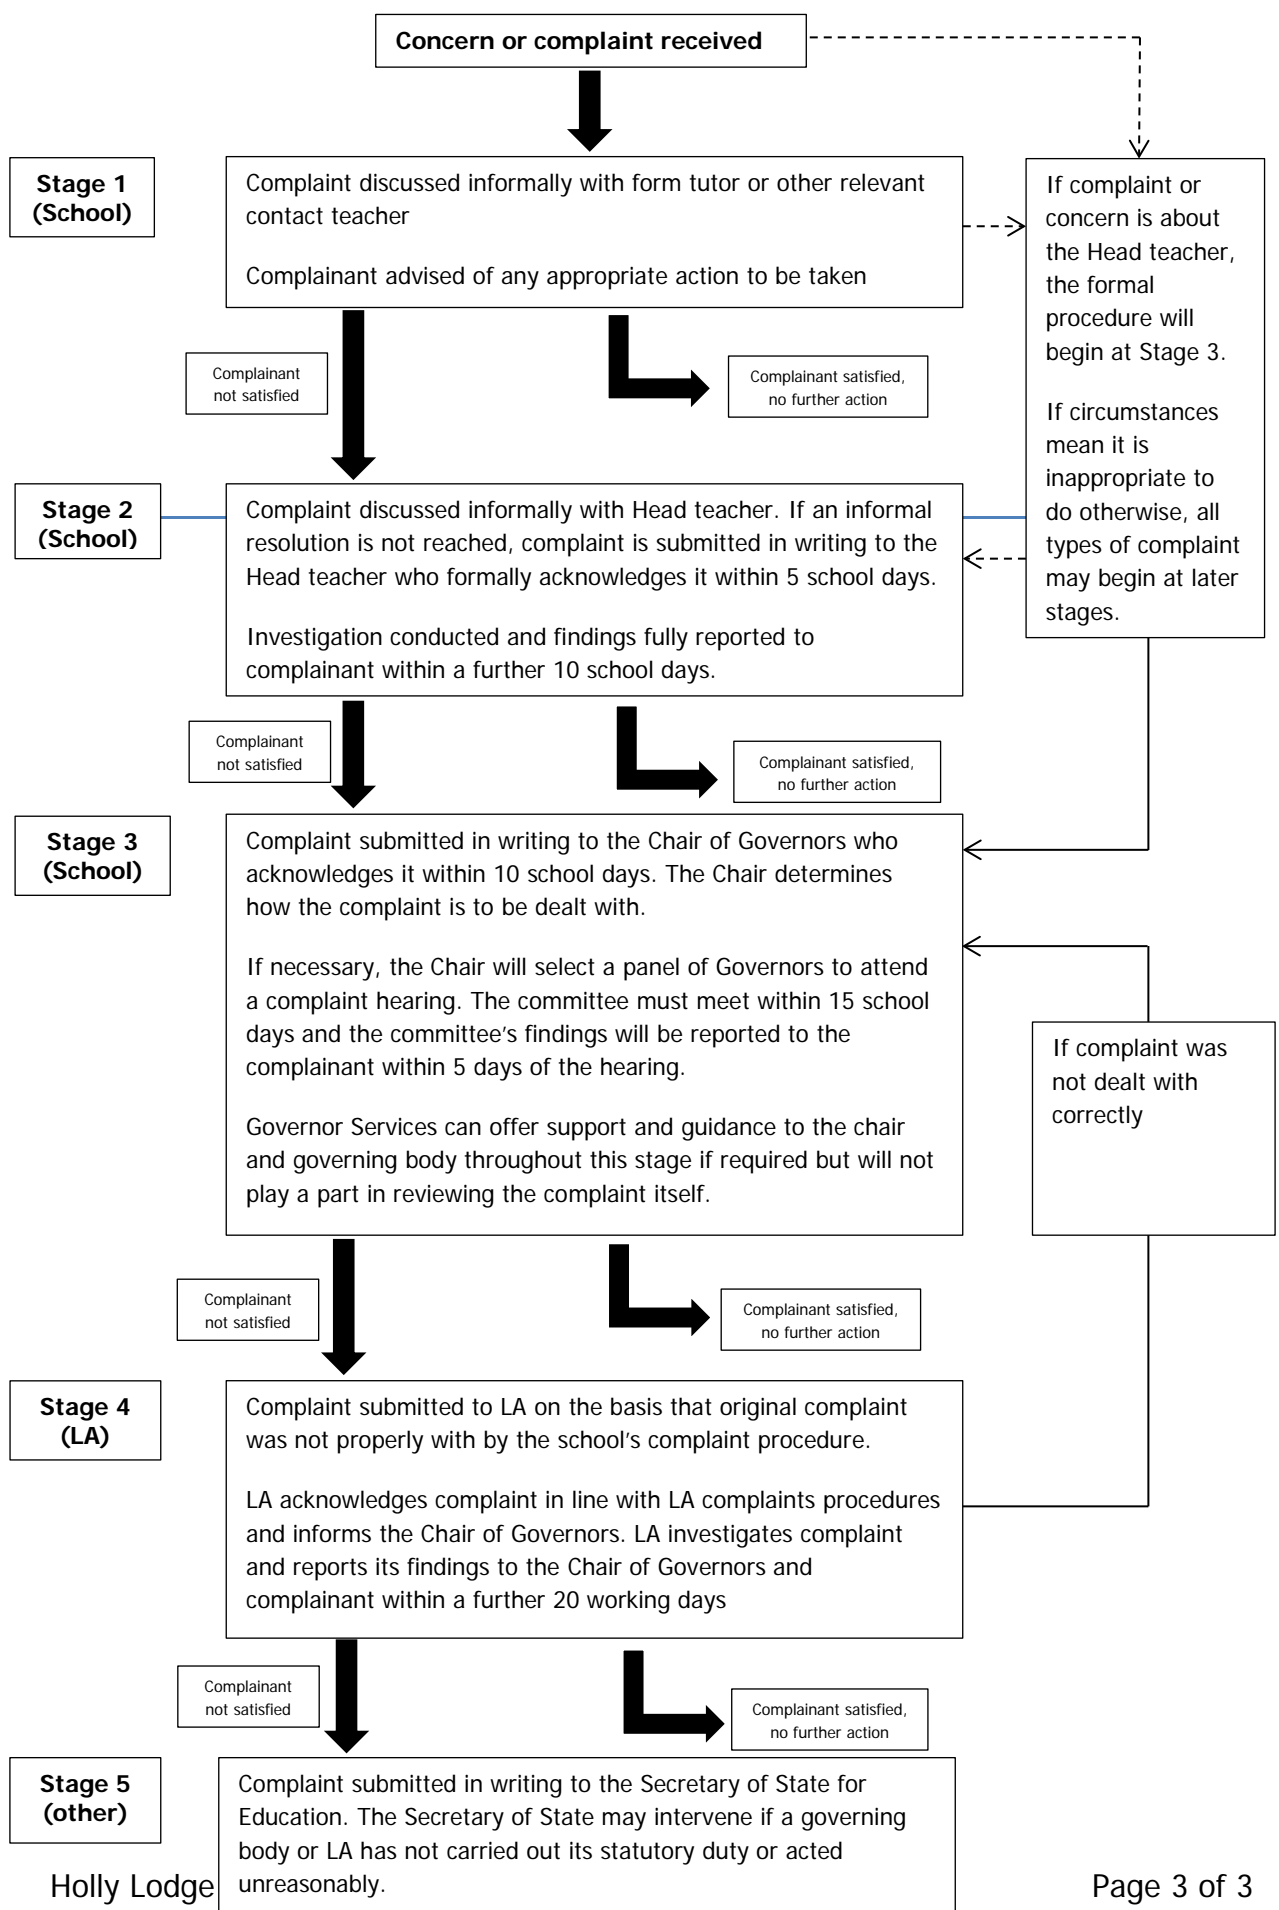 Concern or complaint received
Stage 1
(School)
Complaint discussed informally with form tutor or other relevant
contact teacher
Complainant advised of any appropriate action to be taken
If complaint or
concern is about
the Head teacher,
the formal
procedure will
begin at Stage 3.
If circumstances
mean it is
inappropriate to
do otherwise, all
types of complaint
may begin at later
stages.
Complainant
not satisfied
Complainant satisfied,
no further action
Stage 2
(School)
Complaint discussed informally with Head teacher. If an informal
resolution is not reached, complaint is submitted in writing to the
Head teacher who formally acknowledges it within 5 school days.
Investigation conducted and findings fully reported to
complainant within a further 10 school days.
Complainant
not satisfied
Complainant satisfied,
no further action
Stage 3
(School)
Complaint submitted in writing to the Chair of Governors who
acknowledges it within 10 school days. The Chair determines
how the complaint is to be dealt with.
If necessary, the Chair will select a panel of Governors to attend
a complaint hearing. The committee must meet within 15 school
days and the committee's findings will be reported to the
complainant within 5 days of the hearing.
Governor Services can offer support and guidance to the chair
and governing body throughout this stage if required but will not
play a part in reviewing the complaint itself.
If complaint was
not dealt with
correctly
Complainant
not satisfied
Complainant satisfied,
no further action
Stage 4
(LA)
Complaint submitted to LA on the basis that original complaint
was not properly with by the school's complaint procedure.
LA acknowledges complaint in line with LA complaints procedures
and informs the Chair of Governors. LA investigates complaint
and reports its findings to the Chair of Governors and
complainant within a further 20 working days
Complainant
not satisfied
Complainant satisfied,
no further action
Stage 5
(other)
Complaint submitted in writing to the Secretary of State for
Education. The Secretary of State may intervene if a governing
body or LA has not carried out its statutory duty or acted
unreasonably.
Holly Lodge
Page 3 of 3